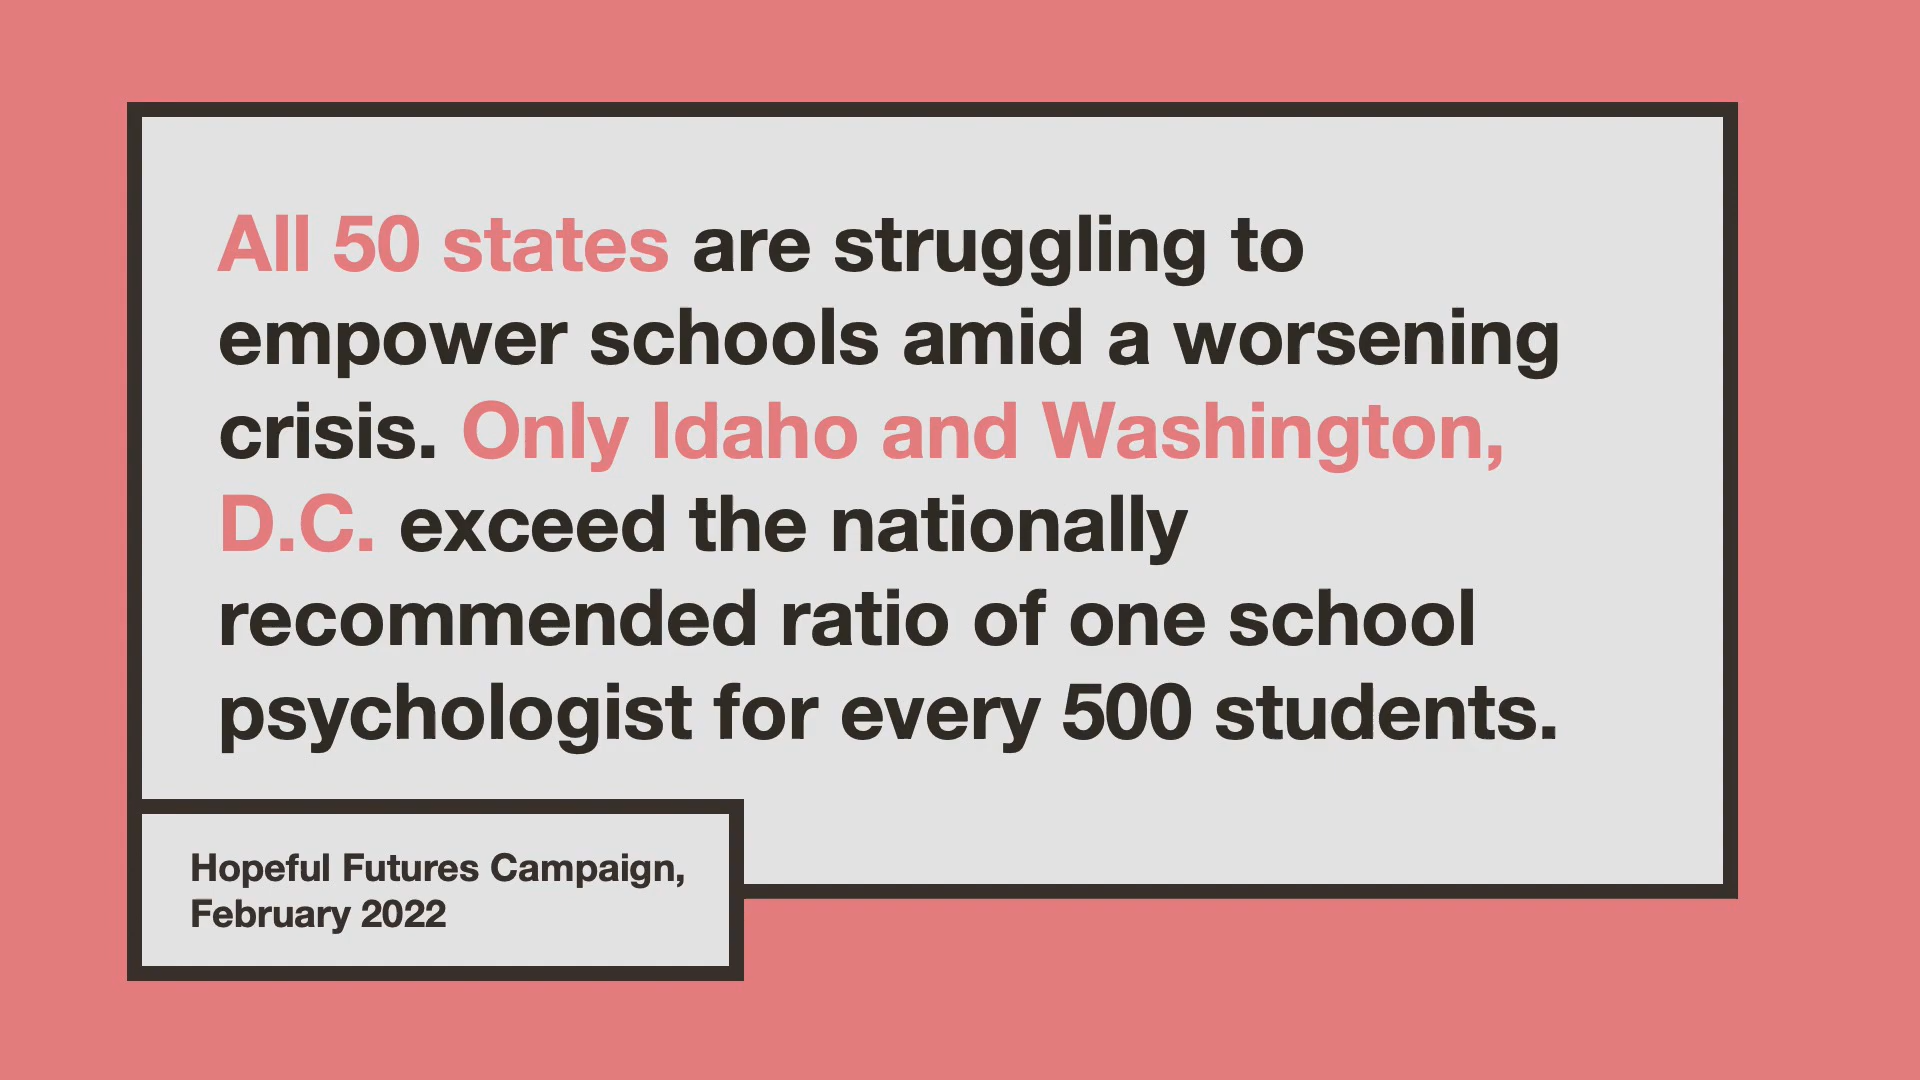 All 50 states are struggling to
empower schools amid a worsening
crisis. Only Idaho and Washington,
D.C. exceed the nationally
recommended ratio of one school
psychologist for every 500 students.
Hopeful Futures Campaign,
February 2022